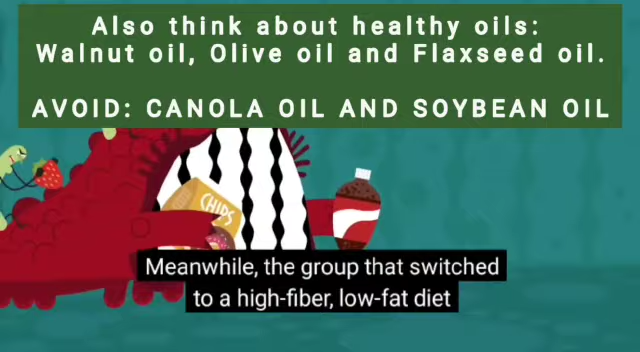 Also think about healthy oils:
Walnut oil, Olive oil and Flaxseed oil.
AVOID: CANOLA OIL AND SOYBEAN OIL
CHIPS
Meanwhile, the group that switched
to a high-fiber, low-fat diet